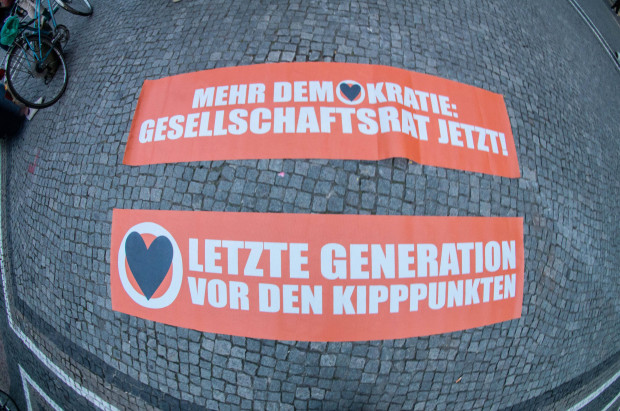 MEHR DEMOKRATIE:
GESELLSCHAFTSRAT JETZT!
LETZTE GENERATION
VOR DEN KIPPPUNKTEN